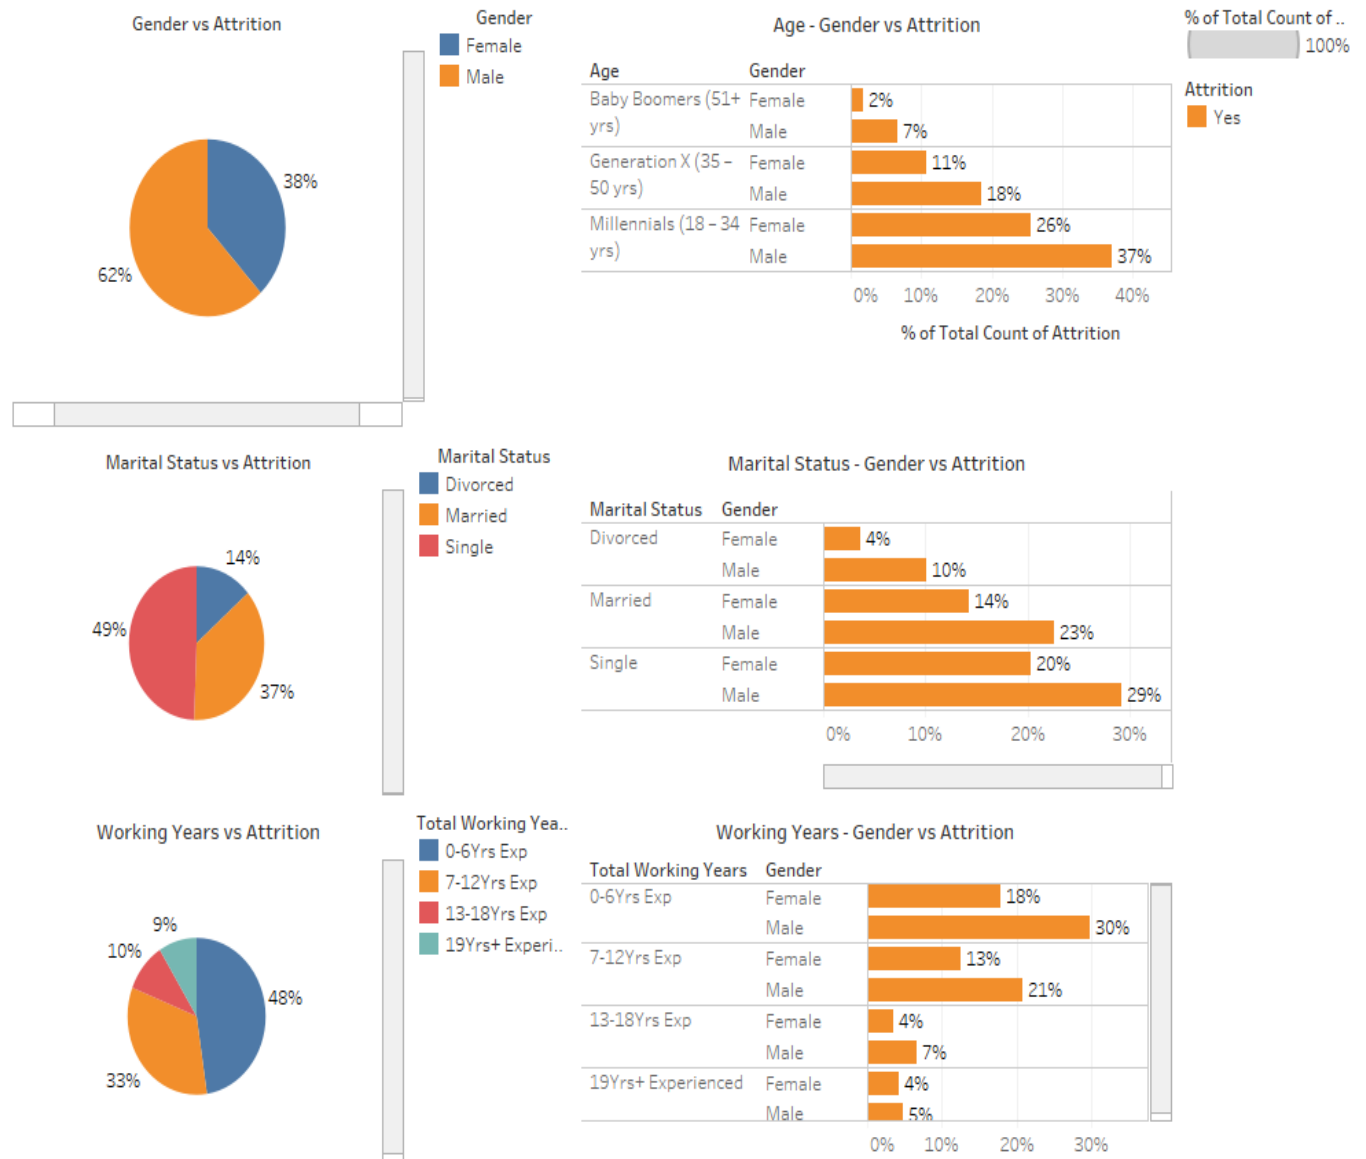 Gender vs Attrition
Gender
Female
Male
38%
62%
Age - Gender vs Attrition
Age Gender
Baby Boomers (51+ yrs) Female 2%
Male 7%
Generation X (35 – 50 yrs) Female 11%
Male 18%
Millennials (18 – 34 yrs) Female 26%
Male 37%
0% 10% 20% 30% 40%
% of Total Count of Attrition
% of Total Count of ..
100%
Attrition
Yes
Marital Status vs Attrition
Marital Status
Divorced
Married
Single
14%
49%
37%
Marital Status - Gender vs Attrition
Marital Status Gender
Divorced Female 4%
Male 10%
Married Female 14%
Male 23%
Single Female 20%
Male 29%
0% 10% 20% 30%
Working Years vs Attrition
Total Working Yea..
0-6Yrs Exp
7-12Yrs Exp
13-18Yrs Exp
19Yrs+ Experi..
9%
10%
48%
33%
Working Years - Gender vs Attrition
Total Working Years Gender
0-6Yrs Exp Female 18%
Male 30%
7-12Yrs Exp Female 13%
Male 21%
13-18Yrs Exp Female 4%
Male 7%
19Yrs+ Experienced Female 4%
Male 5%
0% 10% 20% 30%